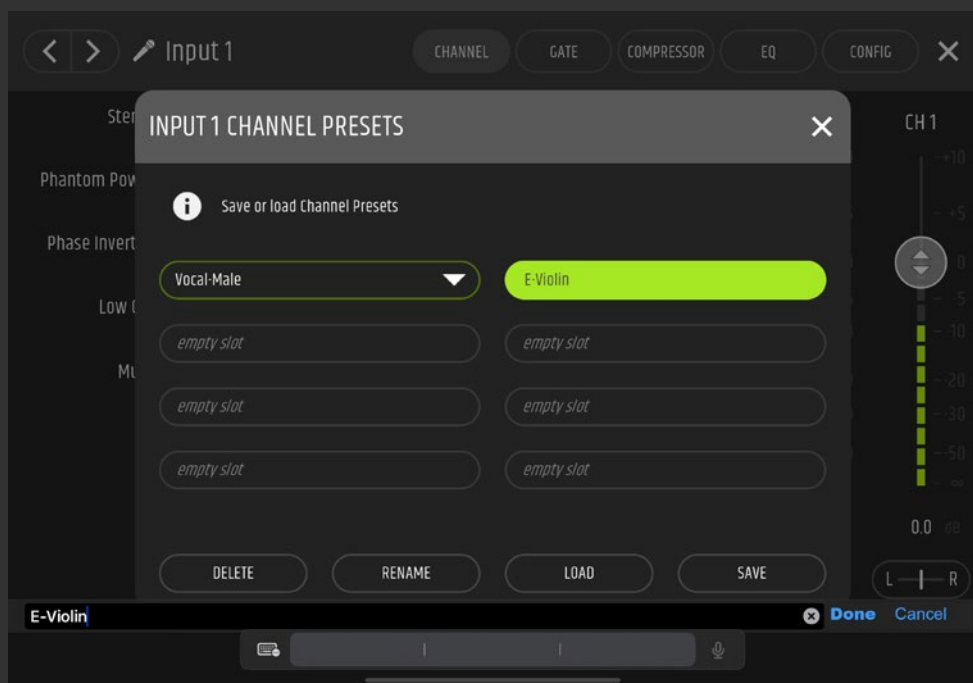 Input 1
CHANNEL
GATE
COMPRESSOR
EQ
CONFIG
Ster
INPUT 1 CHANNEL PRESETS
CH 1
+10
Phantom Pow
Save or load Channel Presets
+5
Phase Invert
0
Vocal-Male
E-Violin
5
Low
empty slot
empty slot
-10
Mu
-20
empty slot
empty slot
-30
-50
empty slot
empty slot
∞
0.0 dB
DELETE
RENAME
LOAD
SAVE
L
R
E-Violin
Done
Cancel